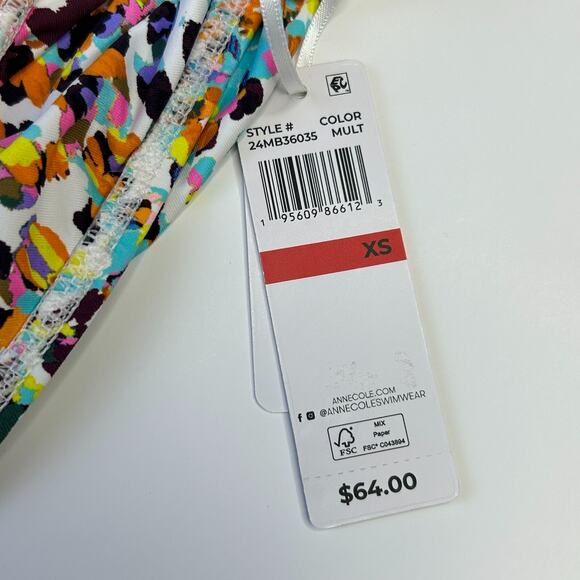 STYLE # COLOR
24MB36035 MULT
1 95609 86612 3
XS
ANNECOLE.COM
@ANNECOLESWIMWEAR
MIX
Paper
FSC FSC® C043894
$64.00